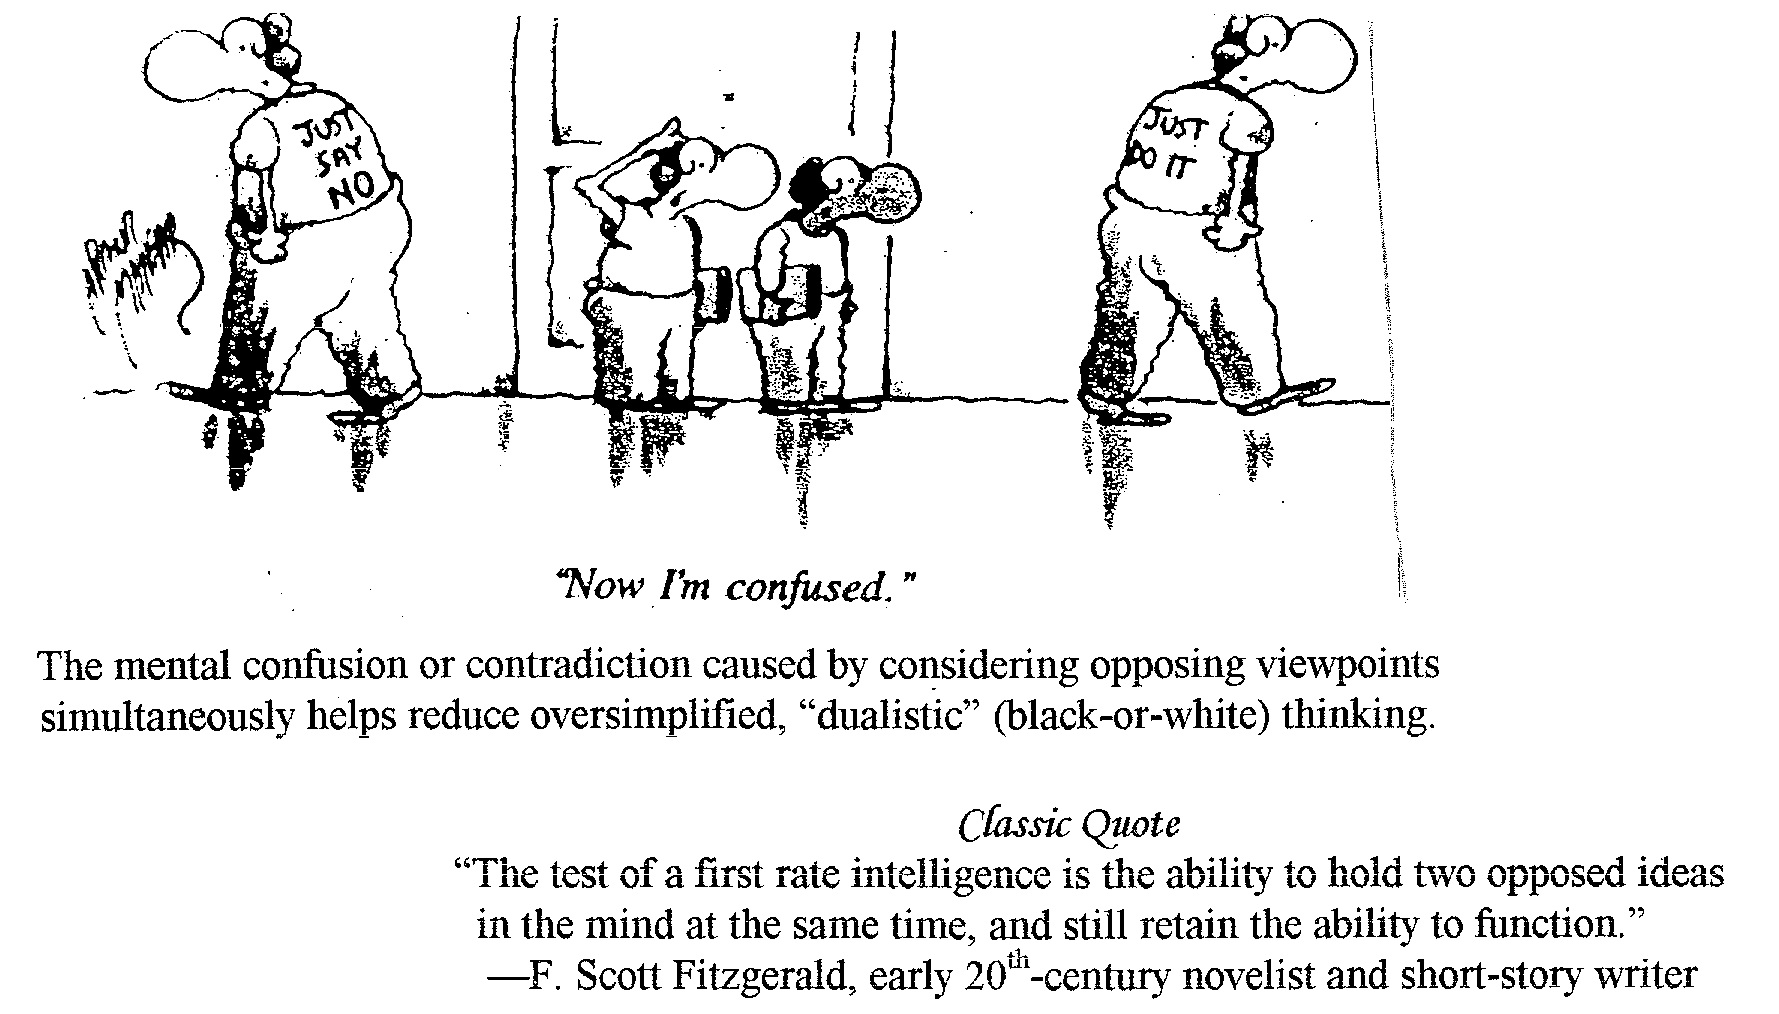 JUST
SAY
NO
JUST
DO IT
“Now I'm confused.”
The mental confusion or contradiction caused by considering opposing viewpoints
simultaneously helps reduce oversimplified, “dualistic” (black-or-white) thinking.
Classic Quote
“The test of a first rate intelligence is the ability to hold two opposed ideas
in the mind at the same time, and still retain the ability to function.”
—F. Scott Fitzgerald, early 20th-century novelist and short-story writer